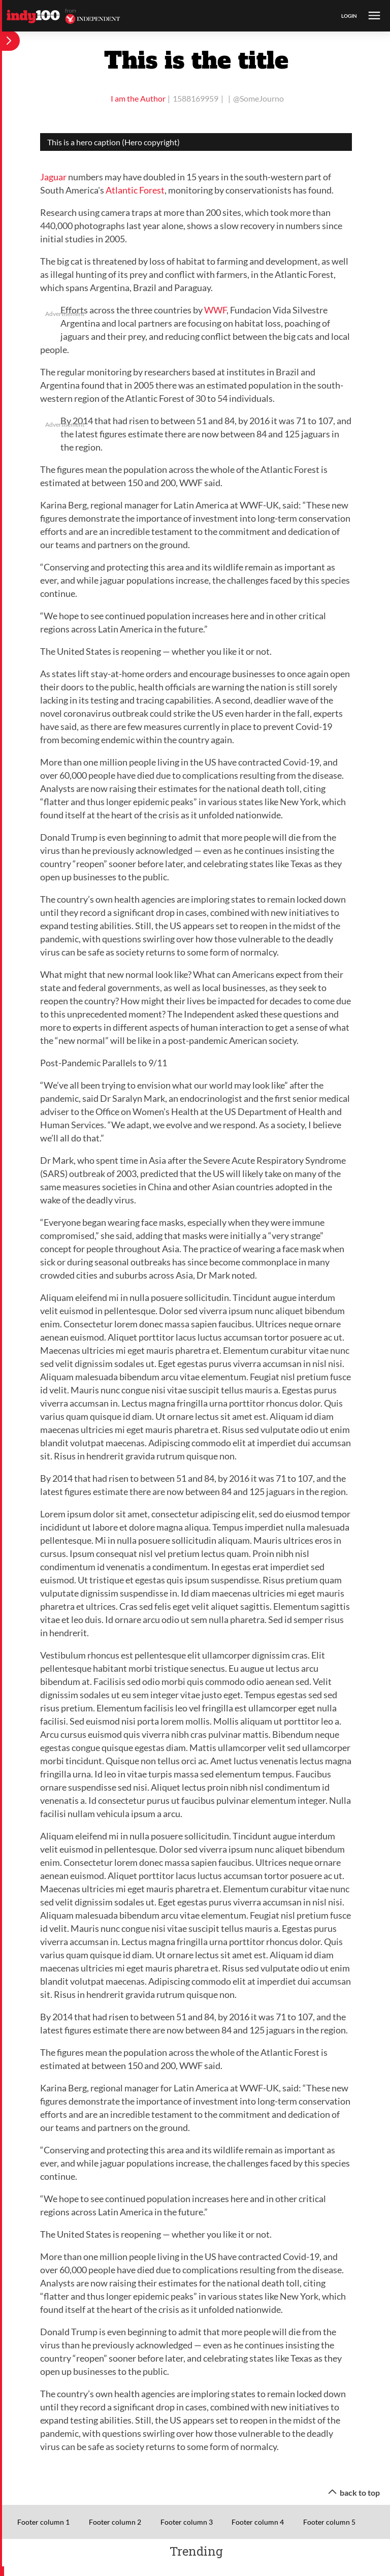 indy100
from
INDEPENDENT
LOGIN
This is the title
I am the Author | 1588169959 | | @SomeJourno
This is a hero caption (Hero copyright)
Jaguar numbers may have doubled in 15 years in the south-western part of
South America's Atlantic Forest, monitoring by conservationists has found.
Research using camera traps at more than 200 sites, which took more than
440,000 photographs last year alone, shows a slow recovery in numbers since
initial studies in 2005.
The big cat is threatened by loss of habitat to farming and development, as well
as illegal hunting of its prey and conflict with farmers, in the Atlantic Forest,
which spans Argentina, Brazil and Paraguay.
Efforts across the three countries by WWF, Fundacion Vida Silvestre
Argentina and local partners are focusing on habitat loss, poaching of
jaguars and their prey, and reducing conflict between the big cats and local
people.
The regular monitoring by researchers based at institutes in Brazil and
Argentina found that in 2005 there was an estimated population in the south-
western region of the Atlantic Forest of 30 to 54 individuals.
By 2014 that had risen to between 51 and 84, by 2016 it was 71 to 107, and
the latest figures estimate there are now between 84 and 125 jaguars in
the region.
The figures mean the population across the whole of the Atlantic Forest is
estimated at between 150 and 200, WWF said.
Karina Berg, regional manager for Latin America at WWF-UK, said: "These new
figures demonstrate the importance of investment into long-term conservation
efforts and are an incredible testament to the commitment and dedication of
our teams and partners on the ground.
"Conserving and protecting this area and its wildlife remain as important as
ever, and while jaguar populations increase, the challenges faced by this species
continue.
"We hope to see continued population increases here and in other critical
regions across Latin America in the future."
The United States is reopening — whether you like it or not.
As states lift stay-at-home orders and encourage businesses to once again open
their doors to the public, health officials are warning the nation is still sorely
lacking in its testing and tracing capabilities. A second, deadlier wave of the
novel coronavirus outbreak could strike the US even harder in the fall, experts
have said, as there are few measures currently in place to prevent Covid-19
from becoming endemic within the country again.
More than one million people living in the US have contracted Covid-19, and
over 60,000 people have died due to complications resulting from the disease.
Analysts are now raising their estimates for the national death toll, citing
"flatter and thus longer epidemic peaks" in various states like New York, which
found itself at the heart of the crisis as it unfolded nationwide.
Donald Trump is even beginning to admit that more people will die from the
virus than he previously acknowledged — even as he continues insisting the
country "reopen" sooner before later, and celebrating states like Texas as they
open up businesses to the public.
The country's own health agencies are imploring states to remain locked down
until they record a significant drop in cases, combined with new initiatives to
expand testing abilities. Still, the US appears set to reopen in the midst of the
pandemic, with questions swirling over how those vulnerable to the deadly
virus can be safe as society returns to some form of normalcy.
What might that new normal look like? What can Americans expect from their
state and federal governments, as well as local businesses, as they seek to
reopen the country? How might their lives be impacted for decades to come due
to this unprecedented moment? The Independent asked these questions and
more to experts in different aspects of human interaction to get a sense of what
the "new normal" will be like in a post-pandemic American society.
Post-Pandemic Parallels to 9/11
"We've all been trying to envision what our world may look like" after the
pandemic, said Dr Saralyn Mark, an endocrinologist and the first senior medical
adviser to the Office on Women's Health at the US Department of Health and
Human Services. "We adapt, we evolve and we respond. As a society, I believe
we'll all do that."
Dr Mark, who spent time in Asia after the Severe Acute Respiratory Syndrome
(SARS) outbreak of 2003, predicted that the US will likely take on many of the
same measures societies in China and other Asian countries adopted in the
wake of the deadly virus.
"Everyone began wearing face masks, especially when they were immune
compromised," she said, adding that masks were initially a "very strange"
concept for people throughout Asia. The practice of wearing a face mask when
sick or during seasonal outbreaks has since become commonplace in many
crowded cities and suburbs across Asia, Dr Mark noted.
Aliquam eleifend mi in nulla posuere sollicitudin. Tincidunt augue interdum
velit euismod in pellentesque. Dolor sed viverra ipsum nunc aliquet bibendum
enim. Consectetur lorem donec massa sapien faucibus. Ultrices neque ornare
aenean euismod. Aliquet porttitor lacus luctus accumsan tortor posuere ac ut.
Maecenas ultricies mi eget mauris pharetra et. Elementum curabitur vitae nunc
sed velit dignissim sodales ut. Eget egestas purus viverra accumsan in nisl nisi.
Aliquam malesuada bibendum arcu vitae elementum. Feugiat nisl pretium fusce
id velit. Mauris nunc congue nisi vitae suscipit tellus mauris a. Egestas purus
viverra accumsan in. Lectus magna fringilla urna porttitor rhoncus dolor. Quis
varius quam quisque id diam. Ut ornare lectus sit amet est. Aliquam id diam
maecenas ultricies mi eget mauris pharetra et. Risus sed vulputate odio ut enim
blandit volutpat maecenas. Adipiscing commodo elit at imperdiet dui accumsan
sit. Risus in hendrerit gravida rutrum quisque non.
By 2014 that had risen to between 51 and 84, by 2016 it was 71 to 107, and the
latest figures estimate there are now between 84 and 125 jaguars in the region.
Lorem ipsum dolor sit amet, consectetur adipiscing elit, sed do eiusmod tempor
incididunt ut labore et dolore magna aliqua. Tempus imperdiet nulla malesuada
pellentesque. Mi in nulla posuere sollicitudin aliquam. Mauris ultrices eros in
cursus. Ipsum consequat nisl vel pretium lectus quam. Proin nibh nisl
condimentum id venenatis a condimentum. In egestas erat imperdiet sed
euismod. Ut tristique et egestas quis ipsum suspendisse. Risus pretium quam
vulputate dignissim suspendisse in. Id diam maecenas ultricies mi eget mauris
pharetra et ultrices. Cras sed felis eget velit aliquet sagittis. Elementum sagittis
vitae et leo duis. Id ornare arcu odio ut sem nulla pharetra. Sed id semper risus
in hendrerit.
Vestibulum rhoncus est pellentesque elit ullamcorper dignissim cras. Elit
pellentesque habitant morbi tristique senectus. Eu augue ut lectus arcu
bibendum at. Facilisis sed odio morbi quis commodo odio aenean sed. Velit
dignissim sodales ut eu sem integer vitae justo eget. Tempus egestas sed sed
risus pretium. Elementum facilisis leo vel fringilla est ullamcorper eget nulla
facilisi. Sed euismod nisi porta lorem mollis. Mollis aliquam ut porttitor leo a.
Arcu cursus euismod quis viverra nibh cras pulvinar mattis. Bibendum neque
egestas congue quisque egestas diam. Mattis ullamcorper velit sed ullamcorper
morbi tincidunt. Quisque non tellus orci ac. Amet luctus venenatis lectus magna
fringilla urna. Id leo in vitae turpis massa sed elementum tempus. Faucibus
ornare suspendisse sed nisi. Aliquet lectus proin nibh nisl condimentum id
venenatis a. Id consectetur purus ut faucibus pulvinar elementum integer. Nulla
facilisi nullam vehicula ipsum a arcu.
Aliquam eleifend mi in nulla posuere sollicitudin. Tincidunt augue interdum
velit euismod in pellentesque. Dolor sed viverra ipsum nunc aliquet bibendum
enim. Consectetur lorem donec massa sapien faucibus. Ultrices neque ornare
aenean euismod. Aliquet porttitor lacus luctus accumsan tortor posuere ac ut.
Maecenas ultricies mi eget mauris pharetra et. Elementum curabitur vitae nunc
sed velit dignissim sodales ut. Eget egestas purus viverra accumsan in nisl nisi.
Aliquam malesuada bibendum arcu vitae elementum. Feugiat nisl pretium fusce
id velit. Mauris nunc congue nisi vitae suscipit tellus mauris a. Egestas purus
viverra accumsan in. Lectus magna fringilla urna porttitor rhoncus dolor. Quis
varius quam quisque id diam. Ut ornare lectus sit amet est. Aliquam id diam
maecenas ultricies mi eget mauris pharetra et. Risus sed vulputate odio ut enim
blandit volutpat maecenas. Adipiscing commodo elit at imperdiet dui accumsan
sit. Risus in hendrerit gravida rutrum quisque non.
By 2014 that had risen to between 51 and 84, by 2016 it was 71 to 107, and the
latest figures estimate there are now between 84 and 125 jaguars in the region.
The figures mean the population across the whole of the Atlantic Forest is
estimated at between 150 and 200, WWF said.
Karina Berg, regional manager for Latin America at WWF-UK, said: "These new
figures demonstrate the importance of investment into long-term conservation
efforts and are an incredible testament to the commitment and dedication of
our teams and partners on the ground.
"Conserving and protecting this area and its wildlife remain as important as
ever, and while jaguar populations increase, the challenges faced by this species
continue.
"We hope to see continued population increases here and in other critical
regions across Latin America in the future."
The United States is reopening — whether you like it or not.
More than one million people living in the US have contracted Covid-19, and
over 60,000 people have died due to complications resulting from the disease.
Analysts are now raising their estimates for the national death toll, citing
"flatter and thus longer epidemic peaks" in various states like New York, which
found itself at the heart of the crisis as it unfolded nationwide.
Donald Trump is even beginning to admit that more people will die from the
virus than he previously acknowledged — even as he continues insisting the
country "reopen" sooner before later, and celebrating states like Texas as they
open up businesses to the public.
The country's own health agencies are imploring states to remain locked down
until they record a significant drop in cases, combined with new initiatives to
expand testing abilities. Still, the US appears set to reopen in the midst of the
pandemic, with questions swirling over how those vulnerable to the deadly
virus can be safe as society returns to some form of normalcy.
back to top
Footer column 1 Footer column 2 Footer column 3 Footer column 4 Footer column 5
Trending